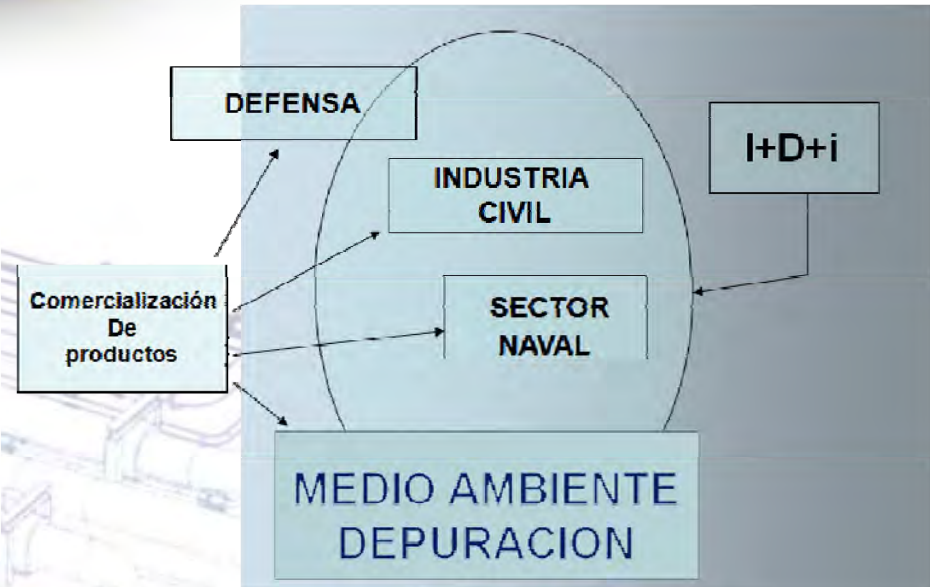 DEFENSA
I+D+i
INDUSTRIA
CIVIL
Comercialización
De
productos
SECTOR
NAVAL
MEDIO AMBIENTE
DEPURACION